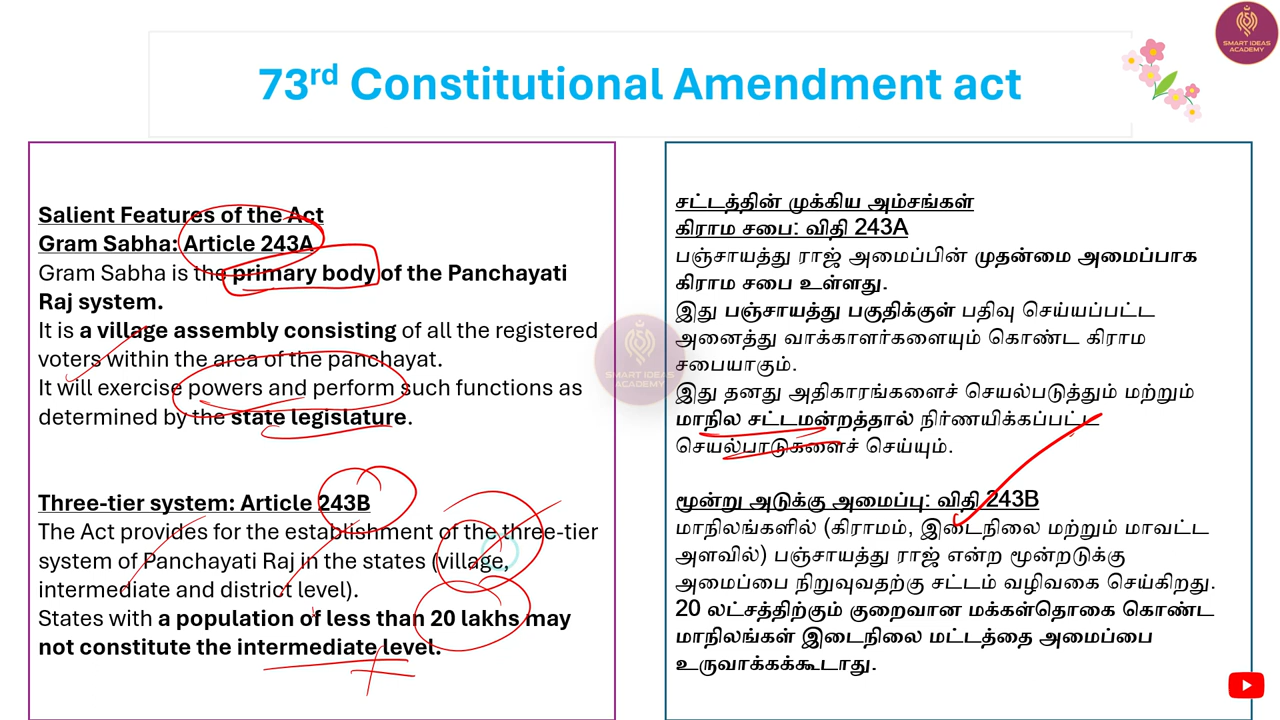 SMART IDEAS
ACADEMY
73rd Constitutional Amendment act
Salient Features of the Act
Gram Sabha: Article 243A
Gram Sabha is the primary body of the Panchayati
Raj system.
It is a village assembly consisting of all the registered
voters within the area of the panchayat.
It will exercise powers and perform such functions as
determined by the state legislature.
Three-tier system: Article 243B
The Act provides for the establishment of the three-tier
system of Panchayati Raj in the states (village,
intermediate and district level).
States with a population of less than 20 lakhs may
not constitute the intermediate level.
சட்டத்தின் முக்கிய அம்சங்கள்
கிராம சபை: விதி 243A
பஞ்சாயத்து ராஜ் அமைப்பின் முதன்மை அமைப்பாக
கிராம சபை உள்ளது.
இது பஞ்சாயத்து பகுதிக்குள் பதிவு செய்யப்பட்ட
அனைத்து வாக்காளர்களையும் கொண்ட கிராம
சபையாகும்.
இது தனது அதிகாரங்களைச் செயல்படுத்தும் மற்றும்
மாநில சட்டமன்றத்தால் நிர்ணயிக்கப்பட்ட
செயல்பாடுகளைச் செய்யும்.
மூன்று அடுக்கு அமைப்பு: விதி 243B
மாநிலங்களில் (கிராமம், இடைநிலை மற்றும் மாவட்ட
அளவில்) பஞ்சாயத்து ராஜ் என்ற மூன்றடுக்கு
அமைப்பை நிறுவுவதற்கு சட்டம் வழிவகை செய்கிறது.
20 லட்சத்திற்கும் குறைவான மக்கள்தொகை கொண்ட
மாநிலங்கள் இடைநிலை மட்டத்தை அமைப்பை
உருவாக்கக்கூடாது.
SMART IDEAS
ACADEMY